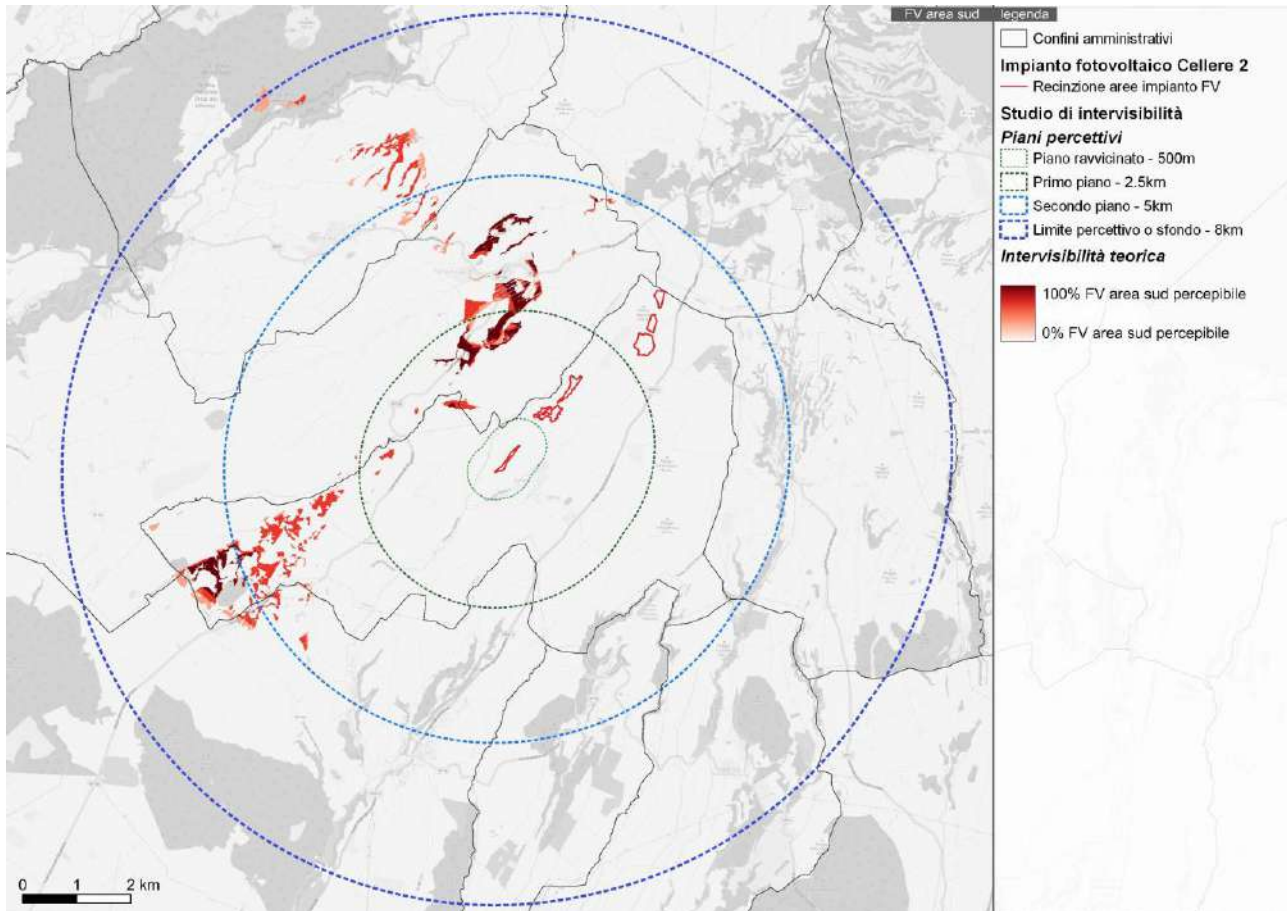 FV area sud legenda
Confini amministrativi
Impianto fotovoltaico Cellere 2
Recinzione aree impianto FV
Studio di intervisibilità
Piani percettivi
Piano ravvicinato - 500m
Primo piano - 2.5km
Secondo piano - 5km
Limite percettivo o sfondo - 8km
Intervisibilità teorica
100% FV area sud percepibile
0% FV area sud percepibile
0 1 2 km